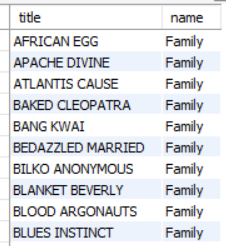 title name
AFRICAN EGG Family
APACHE DIVINE Family
ATLANTIS CAUSE Family
BAKED CLEOPATRA Family
BANG KWAI Family
BEDAZZLED MARRIED Family
BILKO ANONYMOUS Family
BLANKET BEVERLY Family
BLOOD ARGONAUTS Family
BLUES INSTINCT Family